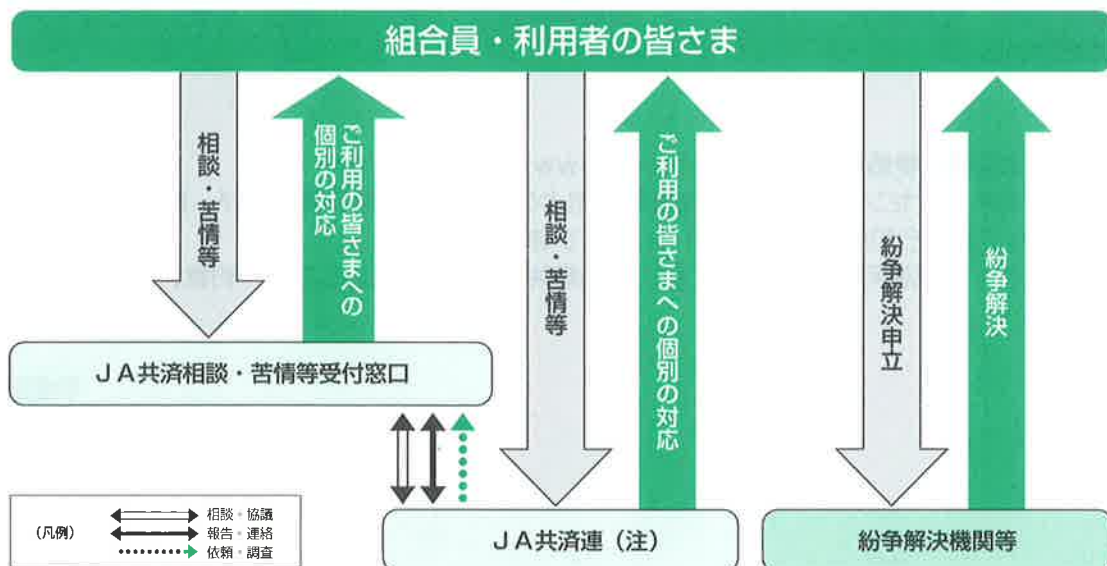 組合員・利用者の皆さま
相談・苦情等
ご利用の皆さまへの
個別の対応
相談・苦情等
ご利用の皆さまへの個別の対応
紛争解決申立
紛争解決
ＪＡ共済相談・苦情等受付窓口
(凡例)
相談・協議
報告・連絡
依頼・調査
ＪＡ共済連（注）
紛争解決機関等